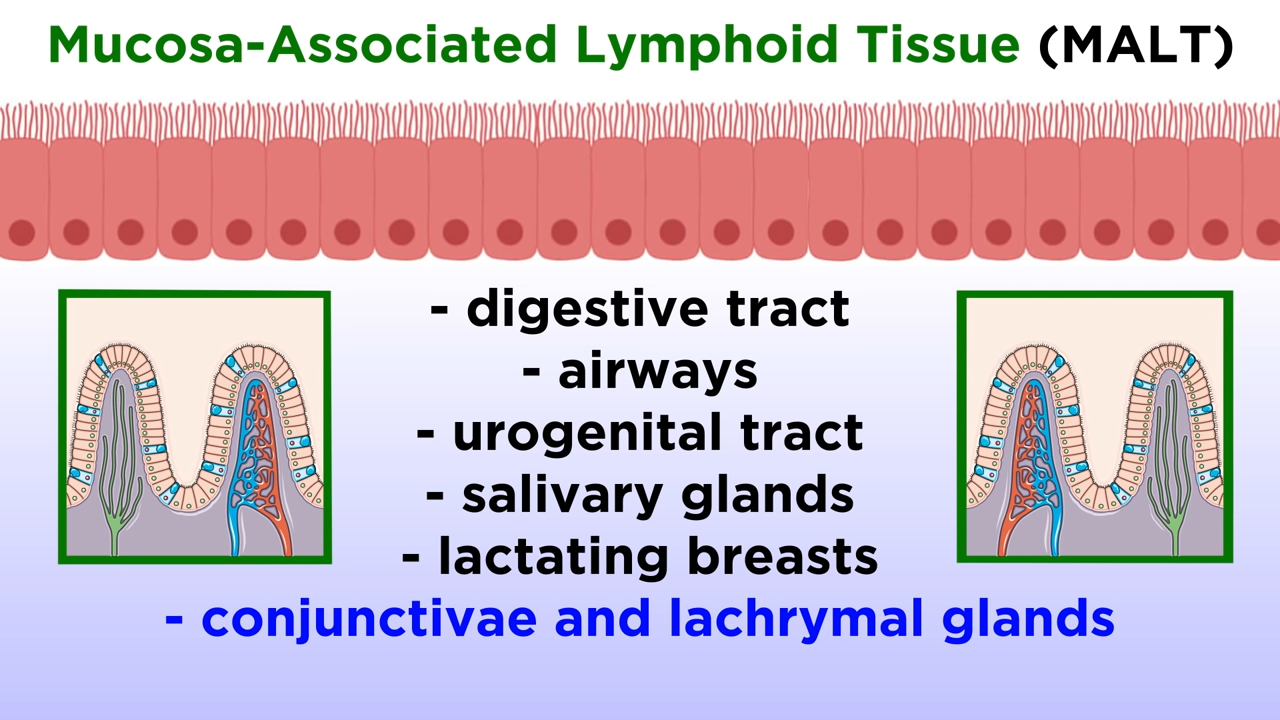 Mucosa-Associated Lymphoid Tissue (MALT)
- digestive tract
- airways
- urogenital tract
- salivary glands
- lactating breasts
- conjunctivae and lachrymal glands